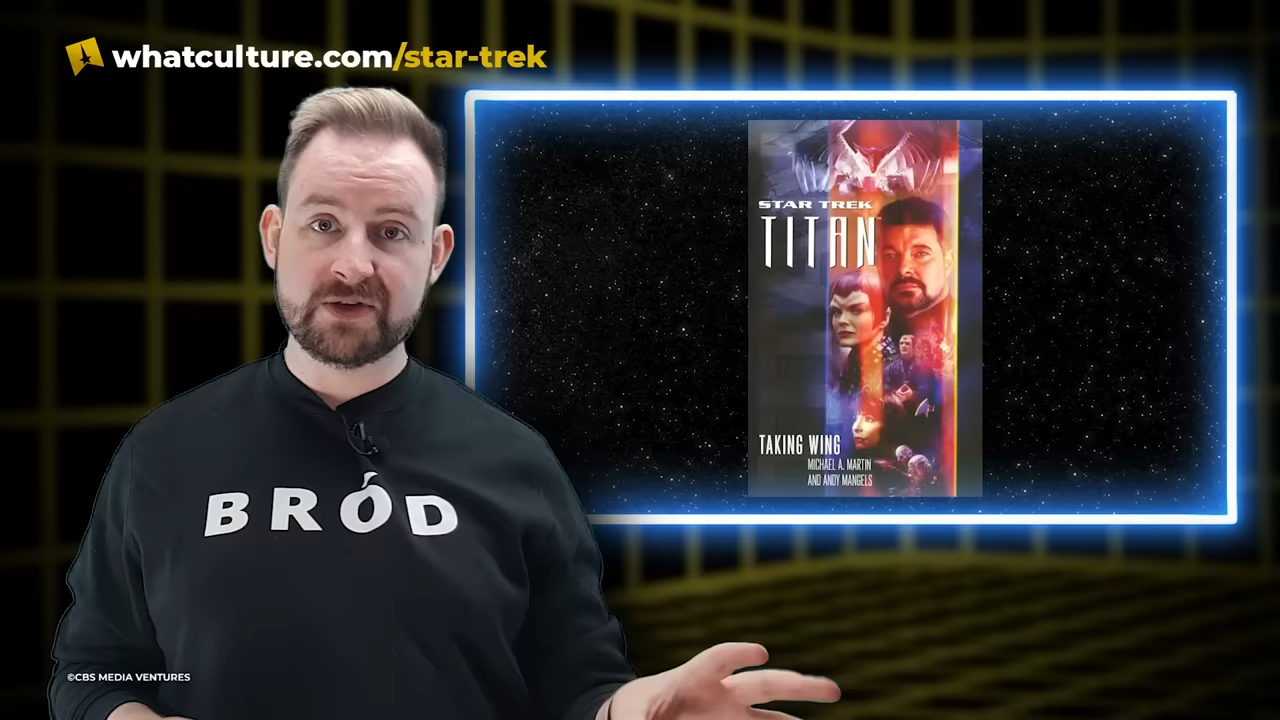 whatculture.com/star-trek
STAR TREK
TITAN
TAKING WING
MICHAEL A. MARTIN
AND ANDY MANGELS
BRÓD
©CBS MEDIA VENTURES